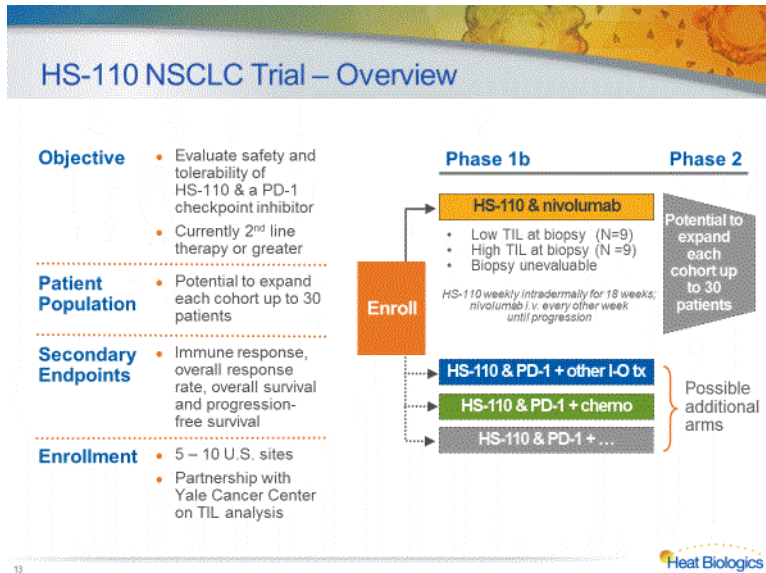 HS-110 NSCLC Trial – Overview
Objective
• Evaluate safety and
tolerability of
HS-110 & a PD-1
checkpoint inhibitor
• Currently 2nd line
therapy or greater
Patient
Population
• Potential to expand
each cohort up to 30
patients
Secondary
Endpoints
• Immune response,
overall response
rate, overall survival
and progression-
free survival
Enrollment
• 5 – 10 U.S. sites
• Partnership with
Yale Cancer Center
on TIL analysis
Phase 1b
Phase 2
Enroll
HS-110 & nivolumab
• Low TIL at biopsy (N=9)
• High TIL at biopsy (N =9)
• Biopsy unevaluable
HS-110 weekly intradermally for 18 weeks;
nivolumab i.v. every other week
until progression
Potential to
expand
each
cohort up
to 30
patients
HS-110 & PD-1 + other I-O tx
HS-110 & PD-1 + chemo
HS-110 & PD-1 + …
Possible
additional
arms
13
Heat Biologics